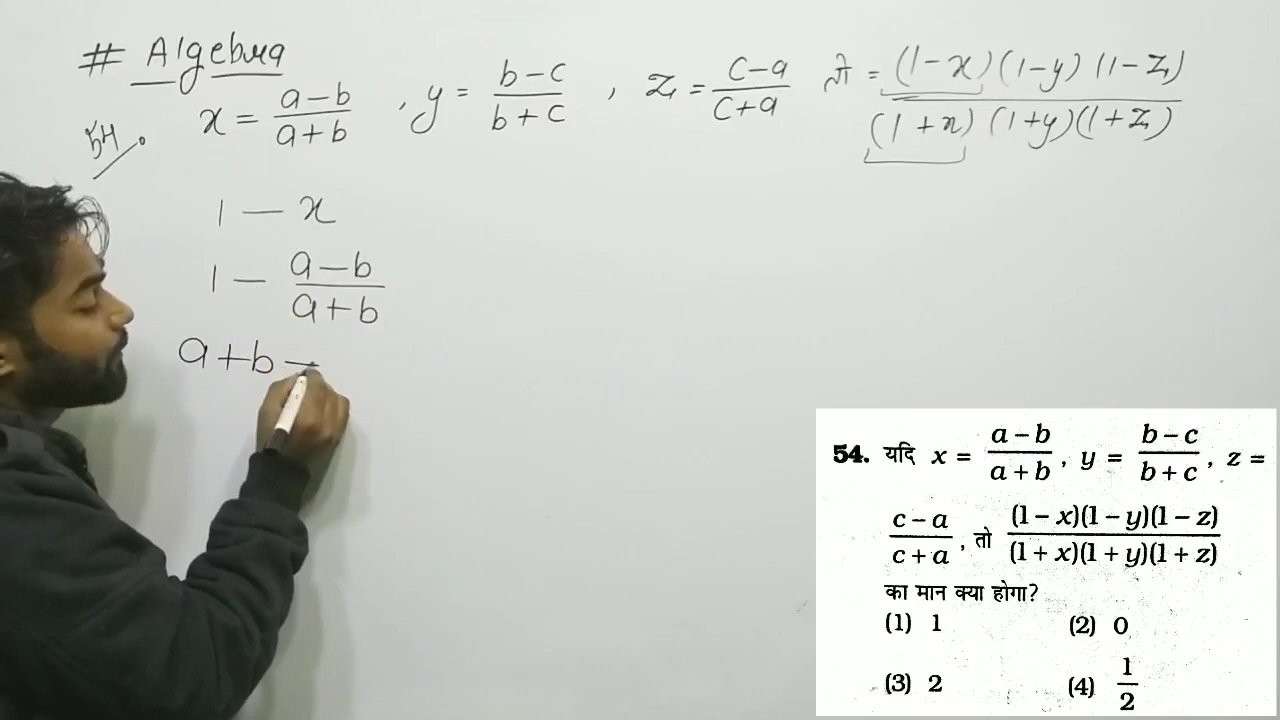 # Algebra
54. x = (a-b)/(a+b) , y = (b-c)/(b+c) , z = (c-a)/(c+a) तो = (1-x)(1-y)(1-z)/(1+x)(1+y)(1+z)
1 - x
1 - (a-b)/(a+b)
a+b -
54. यदि x = (a-b)/(a+b) , y = (b-c)/(b+c) , z =
(c-a)/(c+a) , तो (1-x)(1-y)(1-z)/(1+x)(1+y)(1+z)
का मान क्या होगा?
(1) 1 (2) 0
(3) 2 (4) 1/2